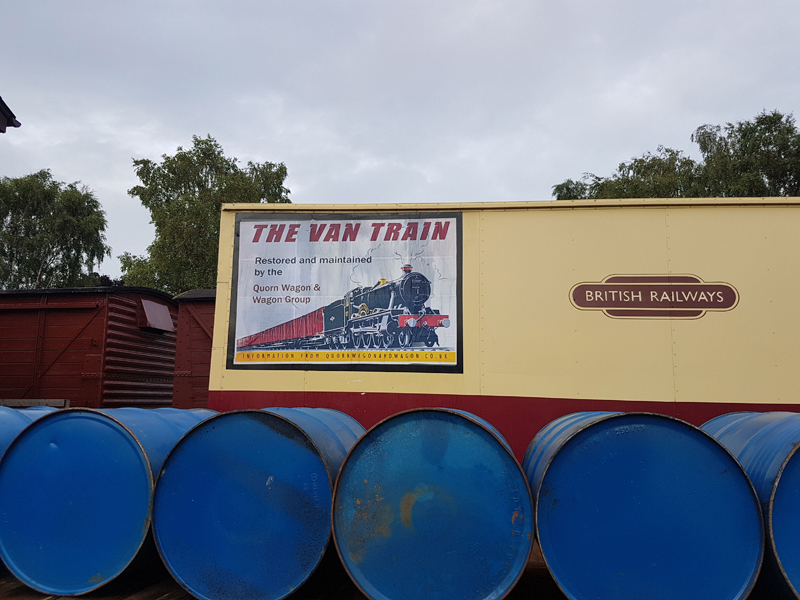 THE VAN TRAIN
Restored and maintained
by the
Quorn Wagon &
Wagon Group
INFORMATION FROM QUORNWAGONANDWAGON.CO.UK
BRITISH RAILWAYS